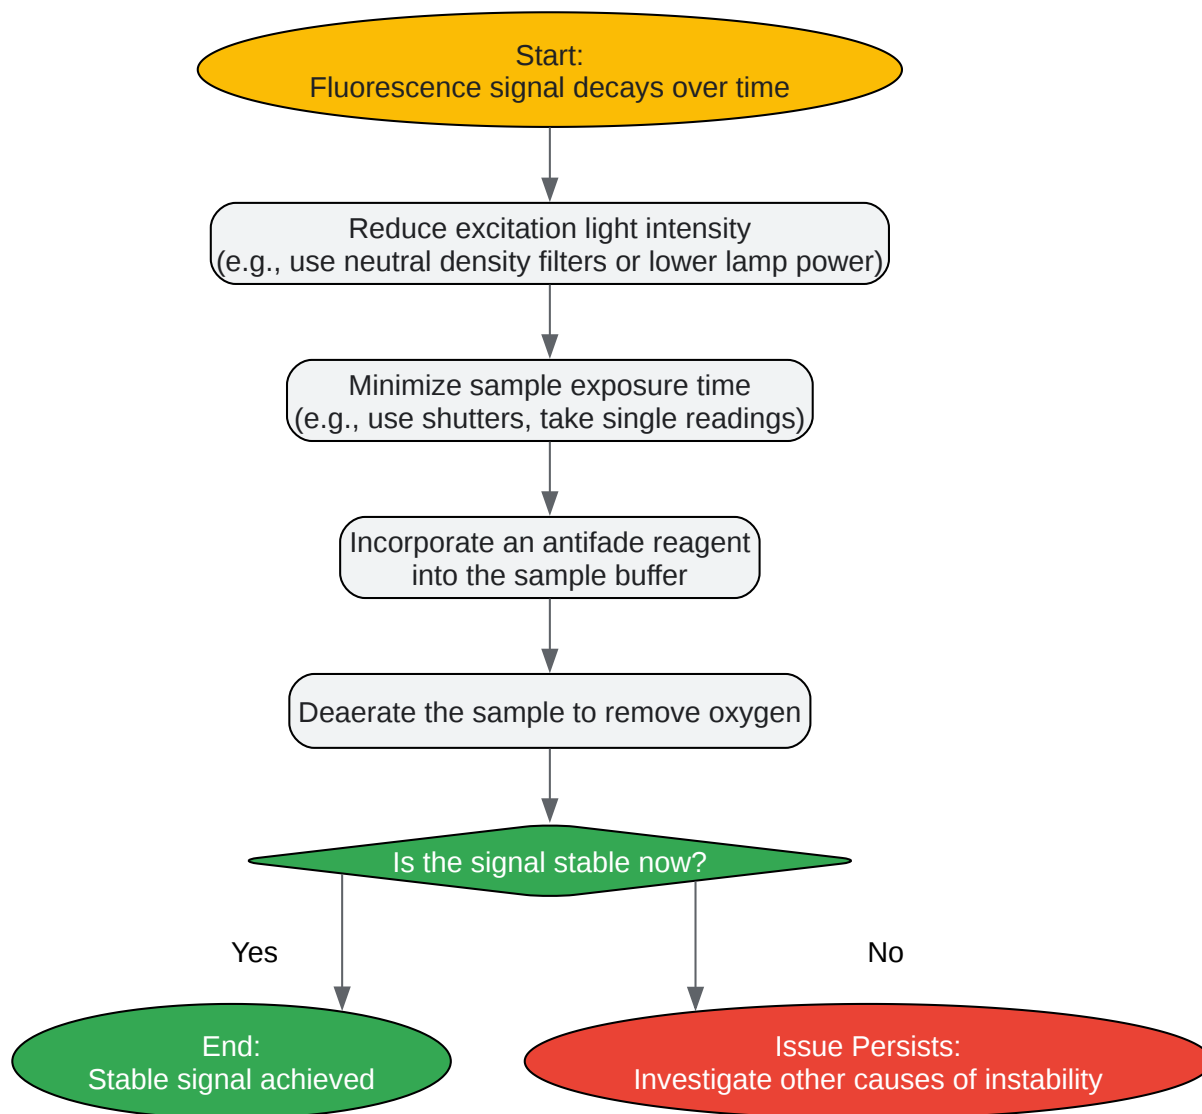 Start:
Fluorescence signal decays over time
Reduce excitation light intensity
(e.g., use neutral density filters or lower lamp power)
Minimize sample exposure time
(e.g., use shutters, take single readings)
Incorporate an antifade reagent
into the sample buffer
Deaerate the sample to remove oxygen
Is the signal stable now?
Yes
No
End:
Stable signal achieved
Issue Persists:
Investigate other causes of instability